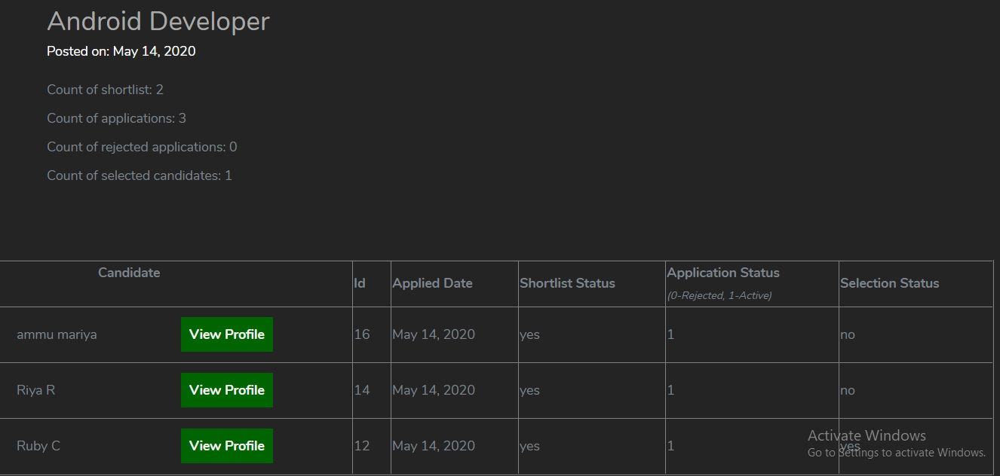 Android Developer
Posted on: May 14, 2020
Count of shortlist: 2
Count of applications: 3
Count of rejected applications: 0
Count of selected candidates: 1
Candidate Id Applied Date Shortlist Status Application Status Selection Status
(0-Rejected, 1-Active)
ammu mariya View Profile 16 May 14, 2020 yes 1 no
Riya R View Profile 14 May 14, 2020 yes 1 no
Ruby C View Profile 12 May 14, 2020 yes 1 yes
Activate Windows
Go to Settings to activate Windows.